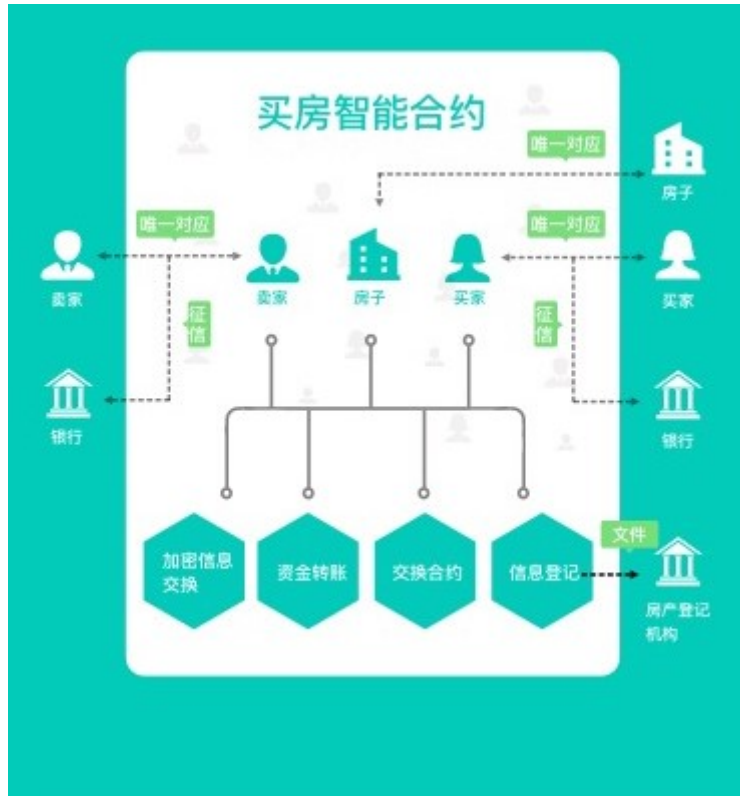 买房智能合约
唯一对应
房子
唯一对应
唯一对应
卖家
卖家
房子
买家
买家
征
信
征
信
银行
银行
加密信息
交换
资金转账
交换合约
信息登记
文件
房产登记
机构